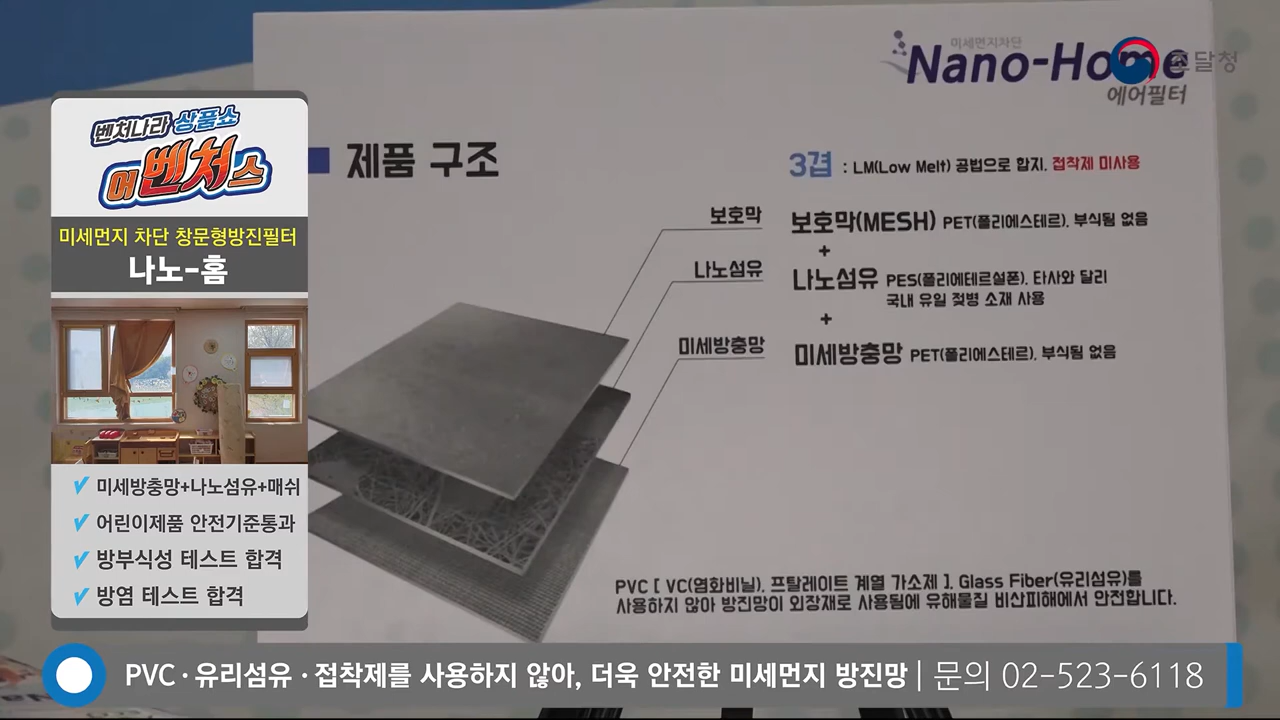 미세먼지차단
Nano-Home
에어필터
조달청
벤처나라 상품쇼
어벤처스
미세먼지 차단 창문형방진필터
나노-홈
미세방충망+나노섬유+매쉬
어린이제품 안전기준통과
방부식성 테스트 합격
방염 테스트 합격
제품 구조
3겹 : LM(Low Melt) 공법으로 합지. 접착제 미사용
보호막
보호막(MESH) PET(폴리에스테르). 부식됨 없음
+
나노섬유
나노섬유 PES(폴리에테르설폰). 타사와 달리
국내 유일 젖병 소재 사용
+
미세방충망
미세방충망 PET(폴리에스테르). 부식됨 없음
PVC [ VC(염화비닐). 프탈레이트 계열 가소제 ]. Glass Fiber(유리섬유)를
사용하지 않아 방진망이 외장재로 사용됨에 유해물질 비산피해에서 안전합니다.
PVC·유리섬유·접착제를 사용하지 않아, 더욱 안전한 미세먼지 방진망 | 문의 02-523-6118